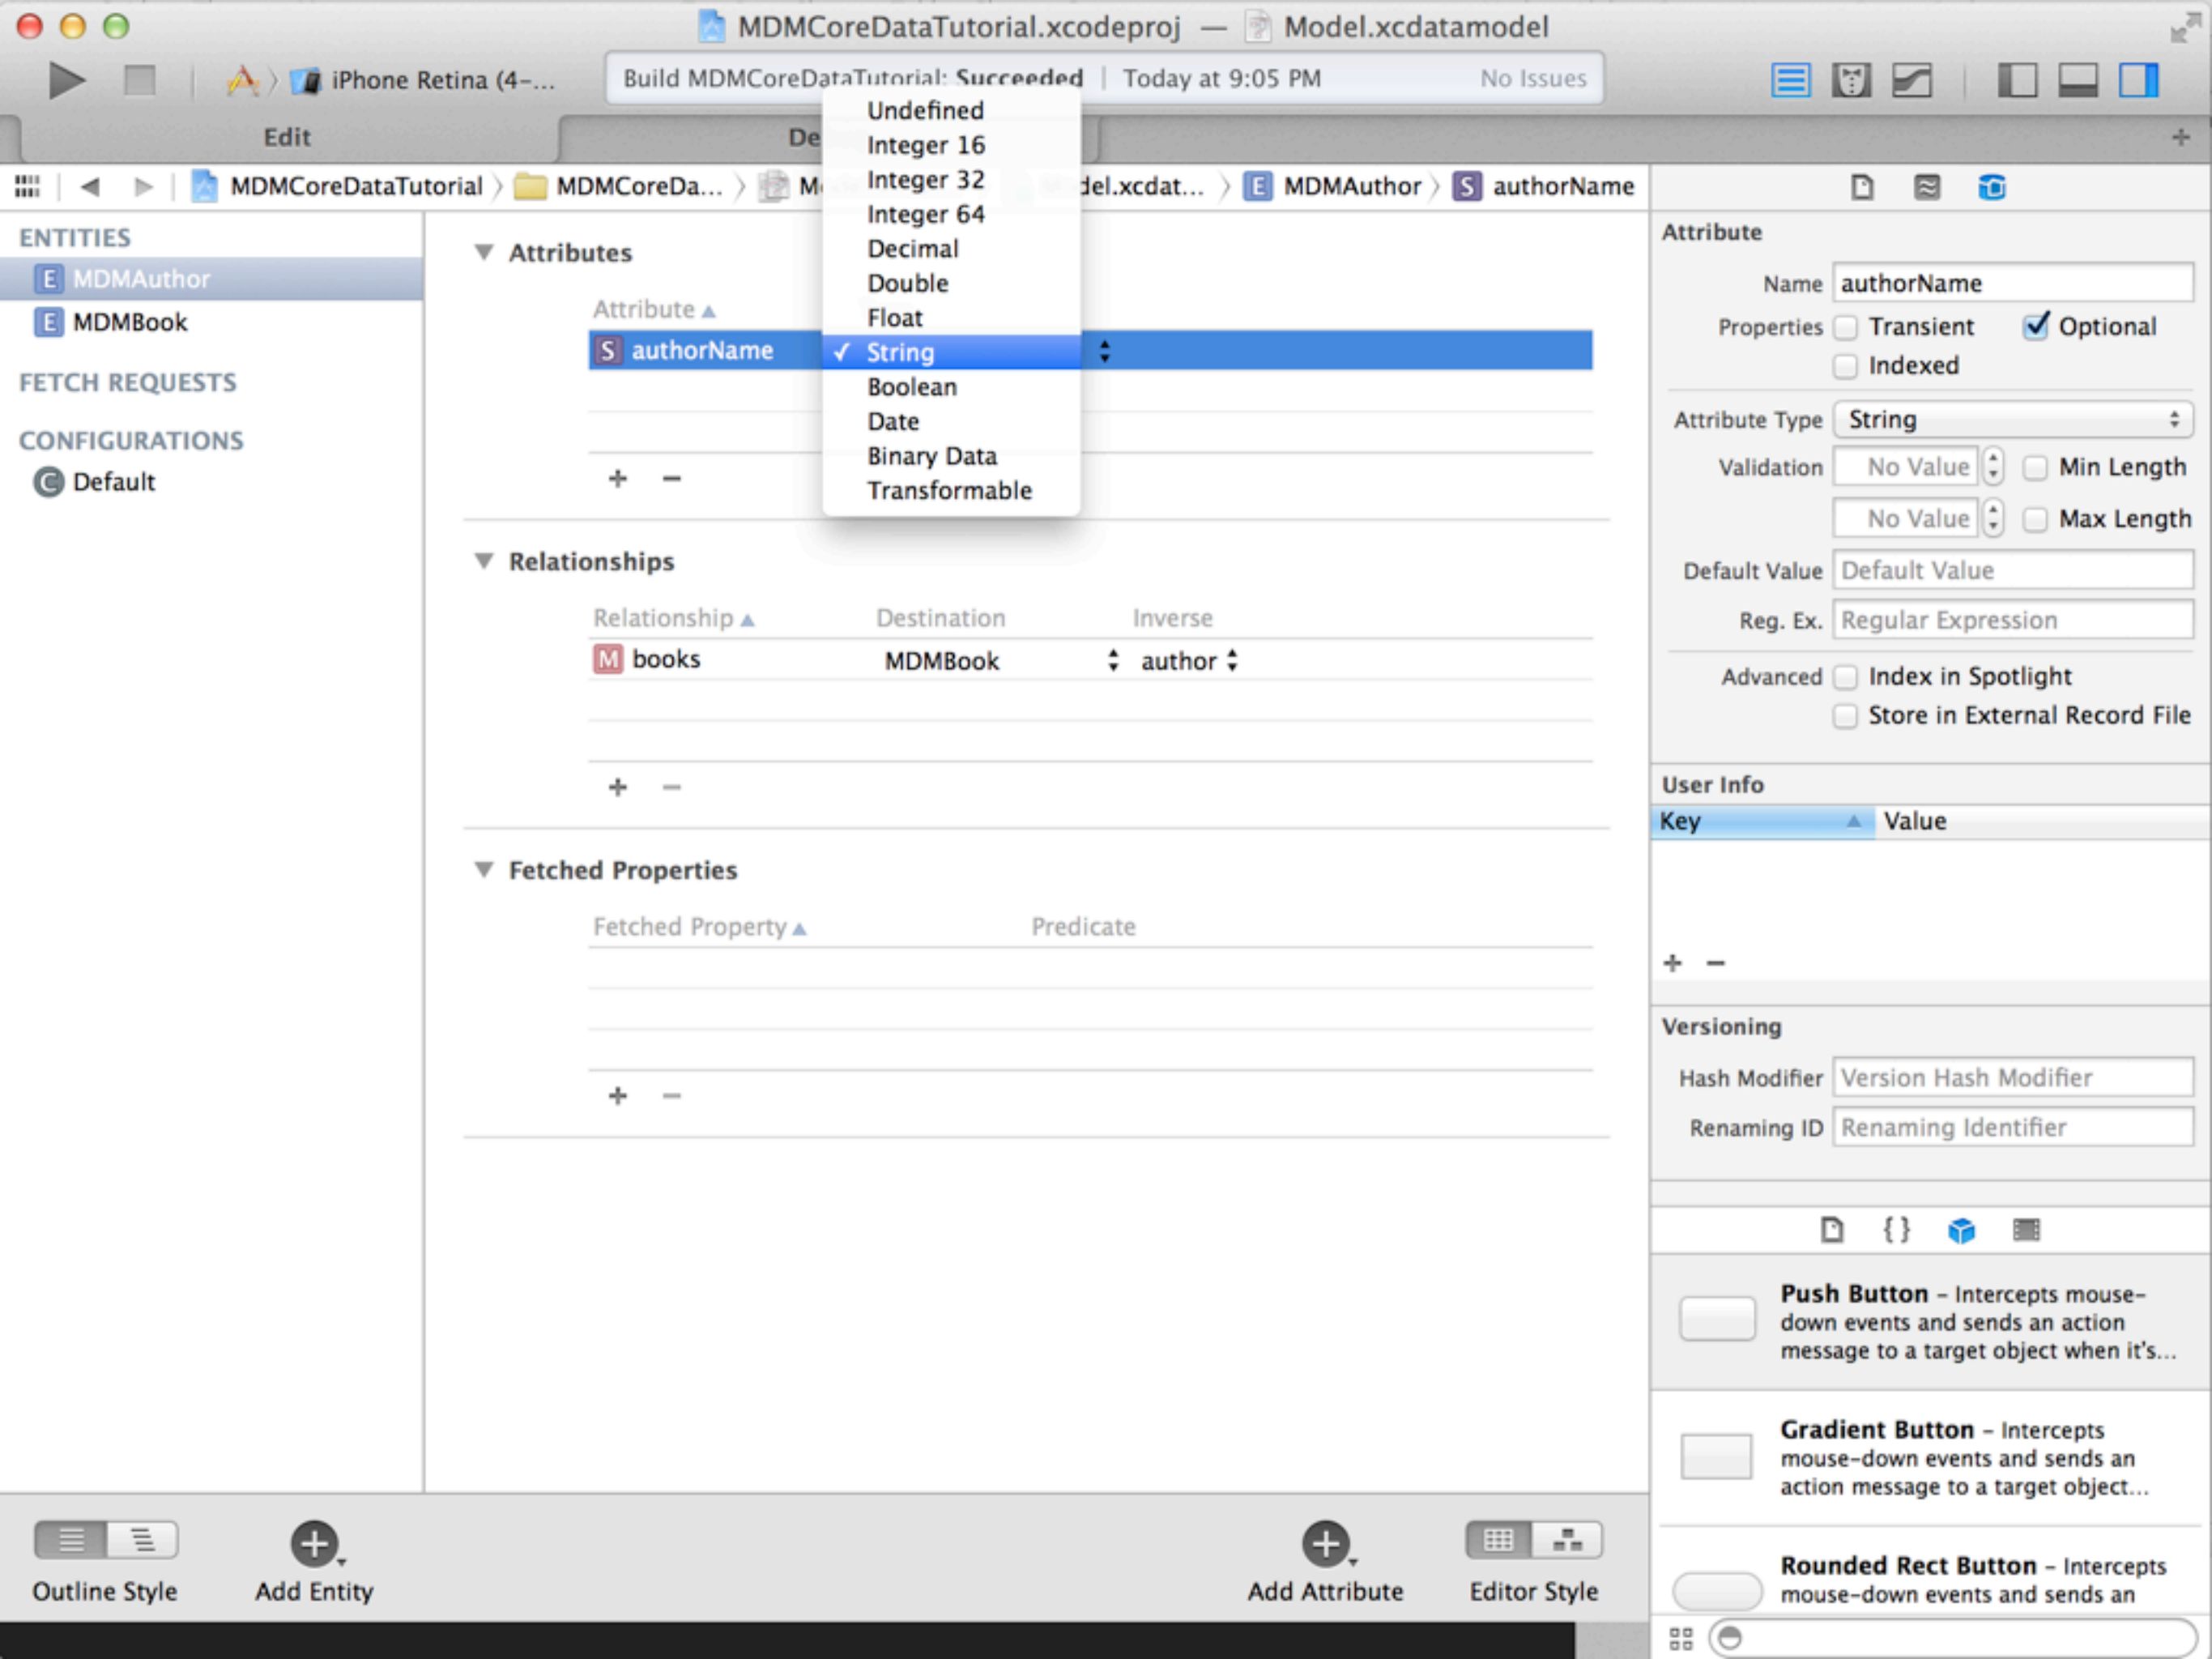 MDMCoreDataTutorial.xcodeproj — Model.xcdatamodel
iPhone Retina (4-...
Build MDMCoreDataTutorial: Succeeded | Today at 9:05 PM
No Issues
Edit
De
MDMCoreDataTutorial
MDMCoreDa...
M
del.xcdat...
E MDMAuthor
S authorName
ENTITIES
E MDMAuthor
E MDMBook
FETCH REQUESTS
CONFIGURATIONS
C Default
Attributes
Attribute
S authorName
Undefined
Integer 16
Integer 32
Integer 64
Decimal
Double
Float
✓ String
Boolean
Date
Binary Data
Transformable
+ −
Relationships
Relationship Destination Inverse
M books MDMBook author
+ −
Fetched Properties
Fetched Property Predicate
+ −
Outline Style
Add Entity
Add Attribute
Editor Style
Attribute
Name authorName
Properties Transient Optional
Indexed
Attribute Type String
Validation No Value Min Length
No Value Max Length
Default Value Default Value
Reg. Ex. Regular Expression
Advanced Index in Spotlight
Store in External Record File
User Info
Key Value
+ −
Versioning
Hash Modifier Version Hash Modifier
Renaming ID Renaming Identifier
{ }
Push Button – Intercepts mouse-
down events and sends an action
message to a target object when it's...
Gradient Button – Intercepts
mouse-down events and sends an
action message to a target object...
Rounded Rect Button – Intercepts
mouse-down events and sends an